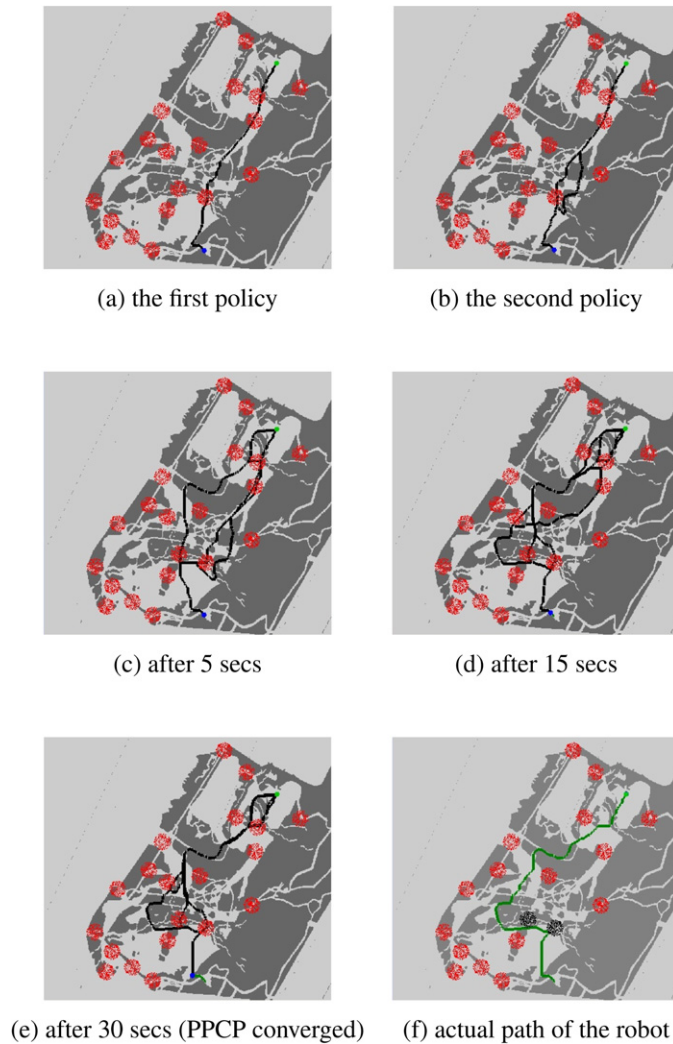 (a) the first policy
(b) the second policy
(c) after 5 secs
(d) after 15 secs
(e) after 30 secs (PPCP converged)
(f) actual path of the robot